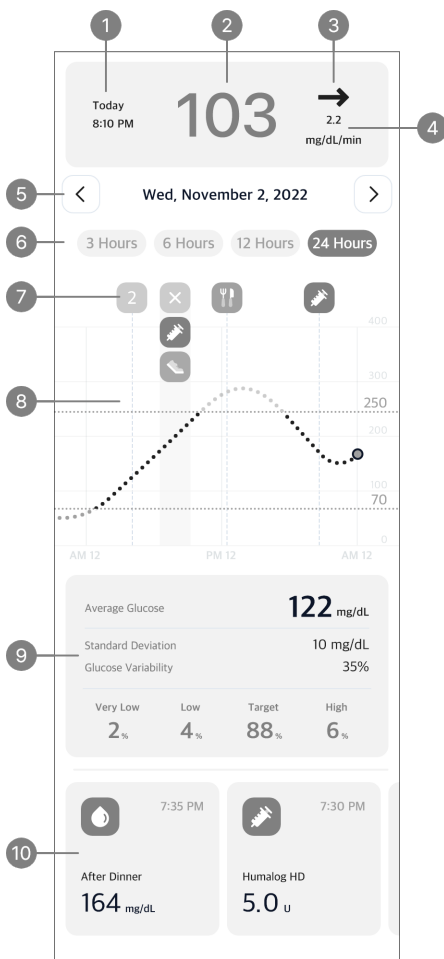 1
2
3
Today
8:10 PM
103
2.2
mg/dL/min
4
5
Wed, November 2, 2022
6
3 Hours
6 Hours
12 Hours
24 Hours
7
2
400
8
300
250
200
100
70
0
AM 12
PM 12
AM 12
Average Glucose
122 mg/dL
9
Standard Deviation
10 mg/dL
Glucose Variability
35%
Very Low
Low
Target
High
2%
4%
88%
6%
7:35 PM
7:30 PM
10
After Dinner
Humalog HD
164 mg/dL
5.0 U